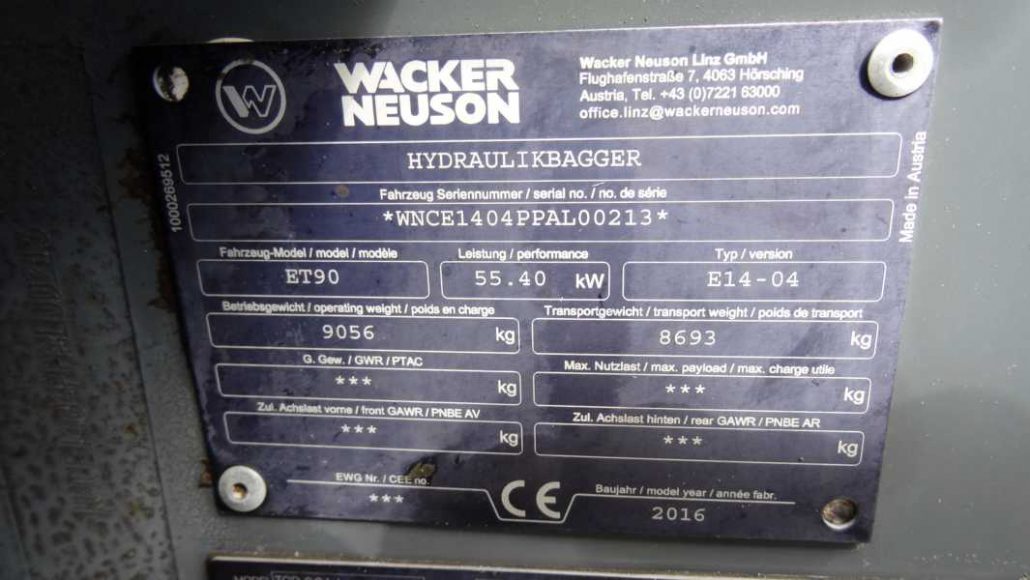 WACKER
NEUSON
Wacker Neuson Linz GmbH
Flughafenstraße 7, 4063 Hörsching
Austria, Tel. +43 (0)7221 63000
office.linz@wackerneuson.com
1000269512
HYDRAULIKBAGGER
Made in Austria
Fahrzeug Seriennummer / serial no. / no. de série
*WNCE1404PPAL00213*
Fahrzeug-Model / model / modèle Leistung / performance Typ / version
ET90 55.40 kW E14-04
Betriebsgewicht / operating weight / poids en charge Transportgewicht / transport weight / poids de transport
9056 kg 8693 kg
G. Gew. / GWR / PTAC Max. Nutzlast / max. payload / max. charge utile
*** kg *** kg
Zul. Achslast vorne / front GAWR / PNBE AV Zul. Achslast hinten / rear GAWR / PNBE AR
*** kg *** kg
EWG Nr. / CEE no. CE Baujahr / model year / année fabr.
*** 2016
MODEL